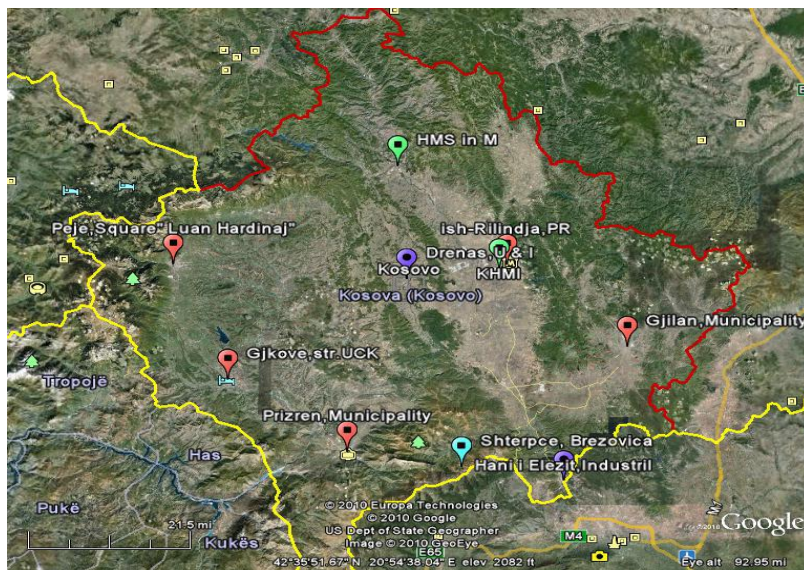 HMS in M
Peje,Square" Luan Hardinaj"
ish-Rilindja,PR
Drenas,U & I
KHMI
Kosovo
Kosova (Kosovo)
Gjilan,Municipality
Gjkove,str.UCK
Tropojë
Prizren,Municipality
Shterpce, Brezovica
Has
Hani i Elezit,Industril
Pukë
Kukës
21.5 mi
© 2010 Europa Technologies
© 2010 Google
US Dept of State Geographer
Image © 2010 GeoEye
E65
M4
Google
42°35'51.67" N 20°54'38.04" E elev 2082 ft
Eye alt 92.95 mi